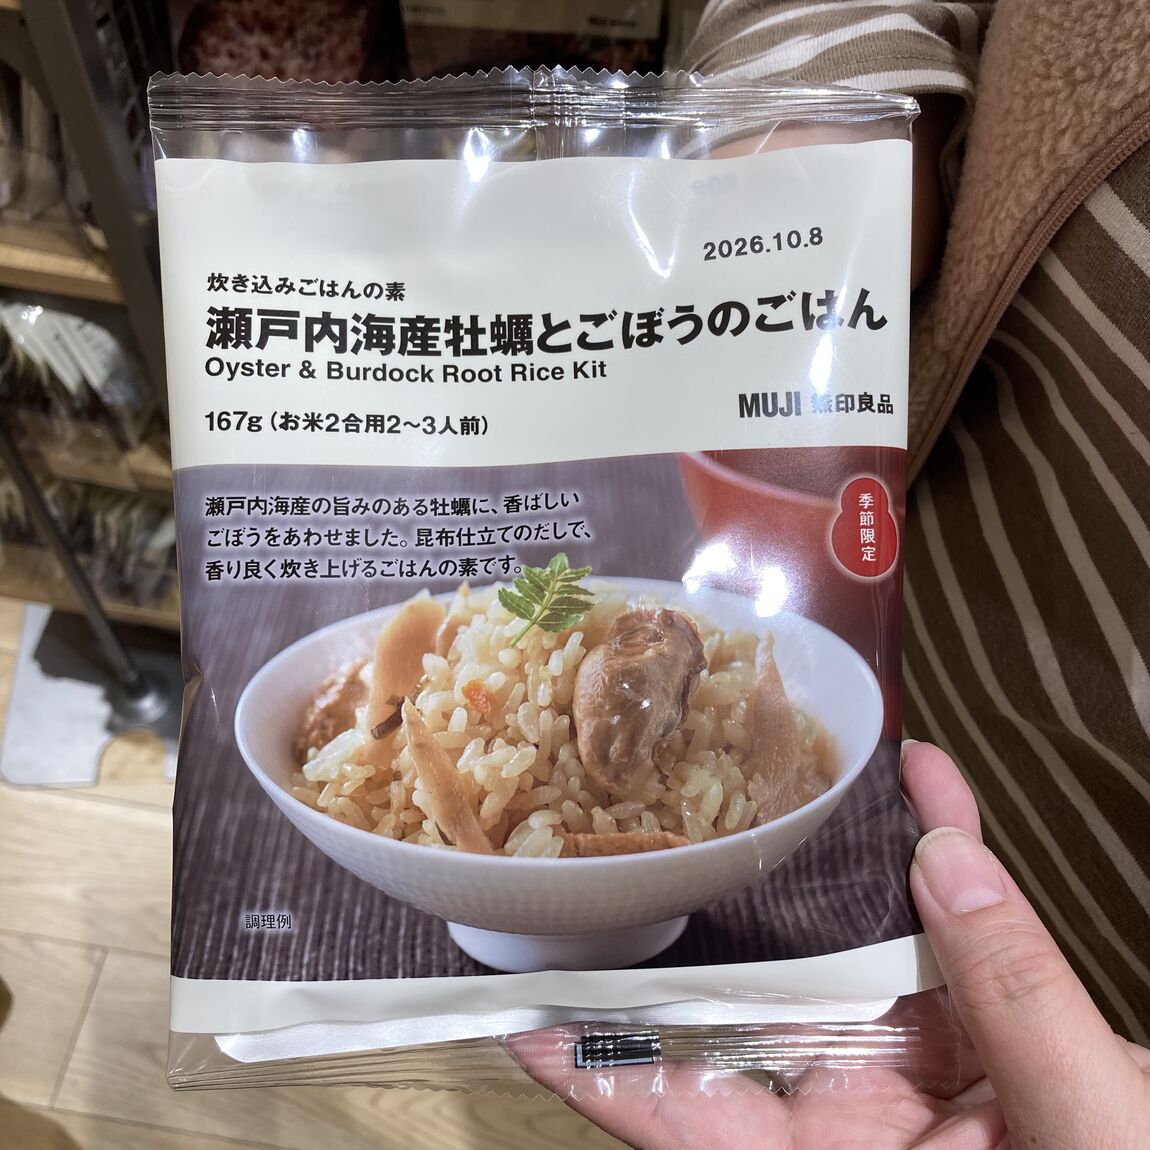 2026.10.8
炊き込みごはんの素
瀬戸内海産牡蠣とごぼうのごはん
Oyster & Burdock Root Rice Kit
167g（お米2合用2〜3人前）
MUJI 無印良品
瀬戸内海産の旨みのある牡蠣に、香ばしい
ごぼうをあわせました。昆布仕立てのだしで、
香り良く炊き上げるごはんの素です。
季節限定
調理例